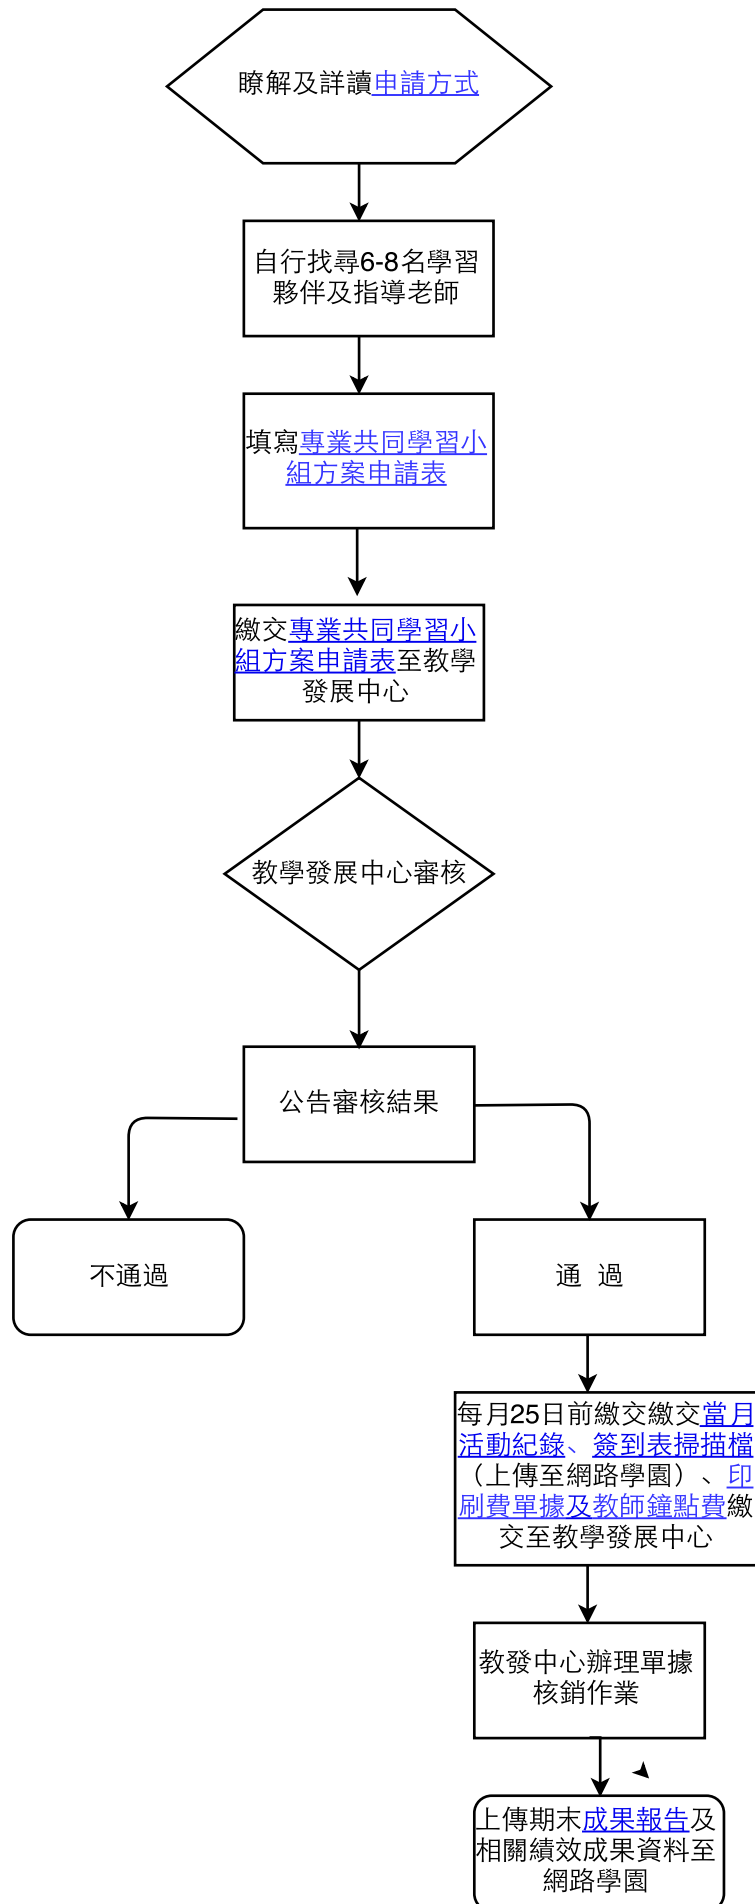 瞭解及詳讀申請方式
自行找尋6-8名學習
夥伴及指導老師
填寫專業共同學習小
組方案申請表
繳交專業共同學習小
組方案申請表至教學
發展中心
教學發展中心審核
公告審核結果
不通過
通 過
每月25日前繳交繳交當月
活動紀錄、簽到表掃描檔
（上傳至網路學園）、印
刷費單據及教師鐘點費繳
交至教學發展中心
教發中心辦理單據
核銷作業
上傳期末成果報告及
相關績效成果資料至
網路學園